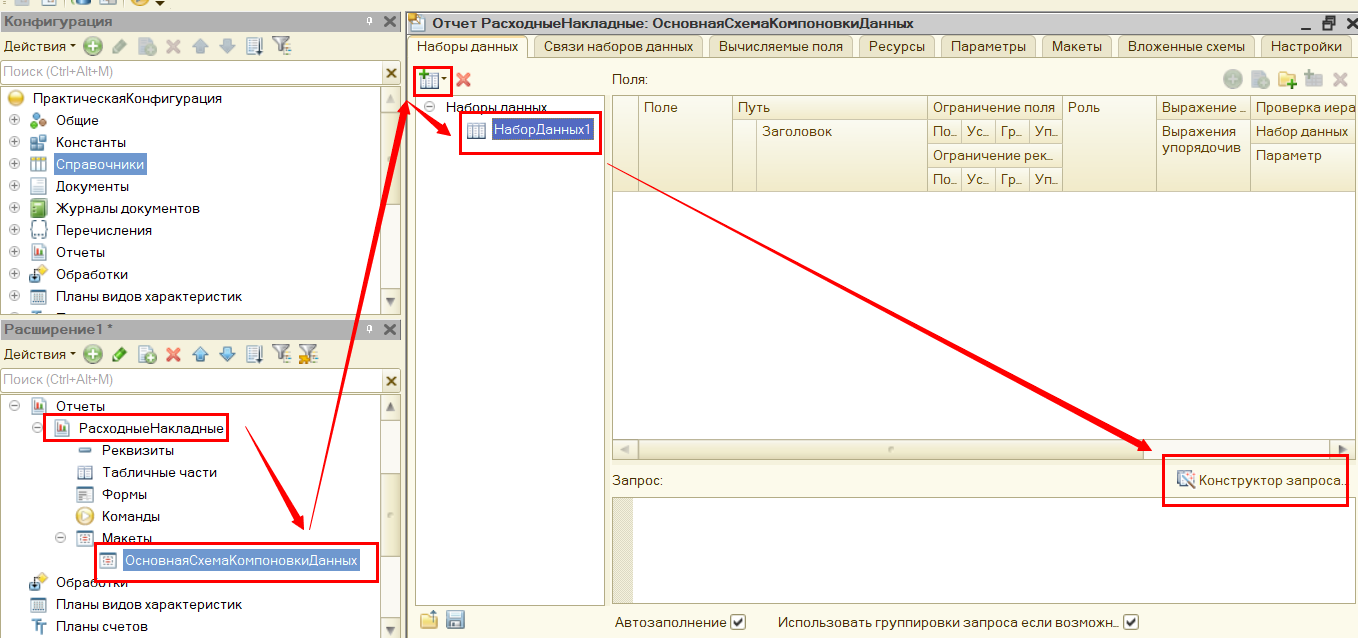 Конфигурация
Действия
Поиск (Ctrl+Alt+M)
ПрактическаяКонфигурация
Общие
Константы
Справочники
Документы
Журналы документов
Перечисления
Отчеты
Обработки
Планы видов характеристик
Расширение1 *
Действия
Поиск (Ctrl+Alt+M)
Отчеты
РасходныеНакладные
Реквизиты
Табличные части
Формы
Команды
Макеты
ОсновнаяСхемаКомпоновкиДанных
Обработки
Планы видов характеристик
Планы счетов
Отчет РасходныеНакладные: ОсновнаяСхемаКомпоновкиДанных
Наборы данных
Связи наборов данных
Вычисляемые поля
Ресурсы
Параметры
Макеты
Вложенные схемы
Настройки
Наборы данных
НаборДанных1
Поля:
Поле
Путь
Ограничение поля
Роль
Выражение ...
Проверка иера
Заголовок
По...
Ус...
Гр...
Уп...
Выражения
упорядочив
Набор данных
Ограничение рек...
Параметр
По...
Ус...
Гр...
Уп...
Запрос:
Конструктор запроса...
Автозаполнение
Использовать группировки запроса если возможн...